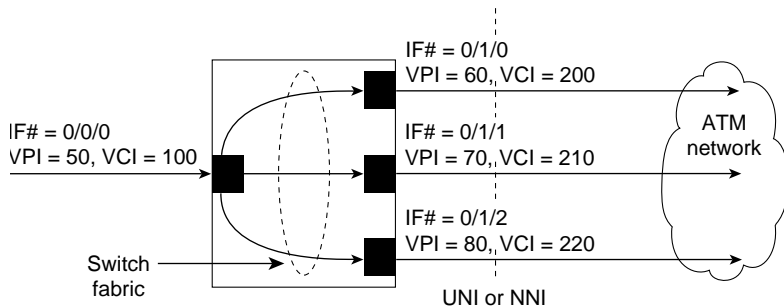 IF# = 0/1/0
VPI = 60, VCI = 200
IF# = 0/0/0
VPI = 50, VCI = 100
IF# = 0/1/1
VPI = 70, VCI = 210
ATM
network
IF# = 0/1/2
VPI = 80, VCI = 220
Switch
fabric
UNI or NNI